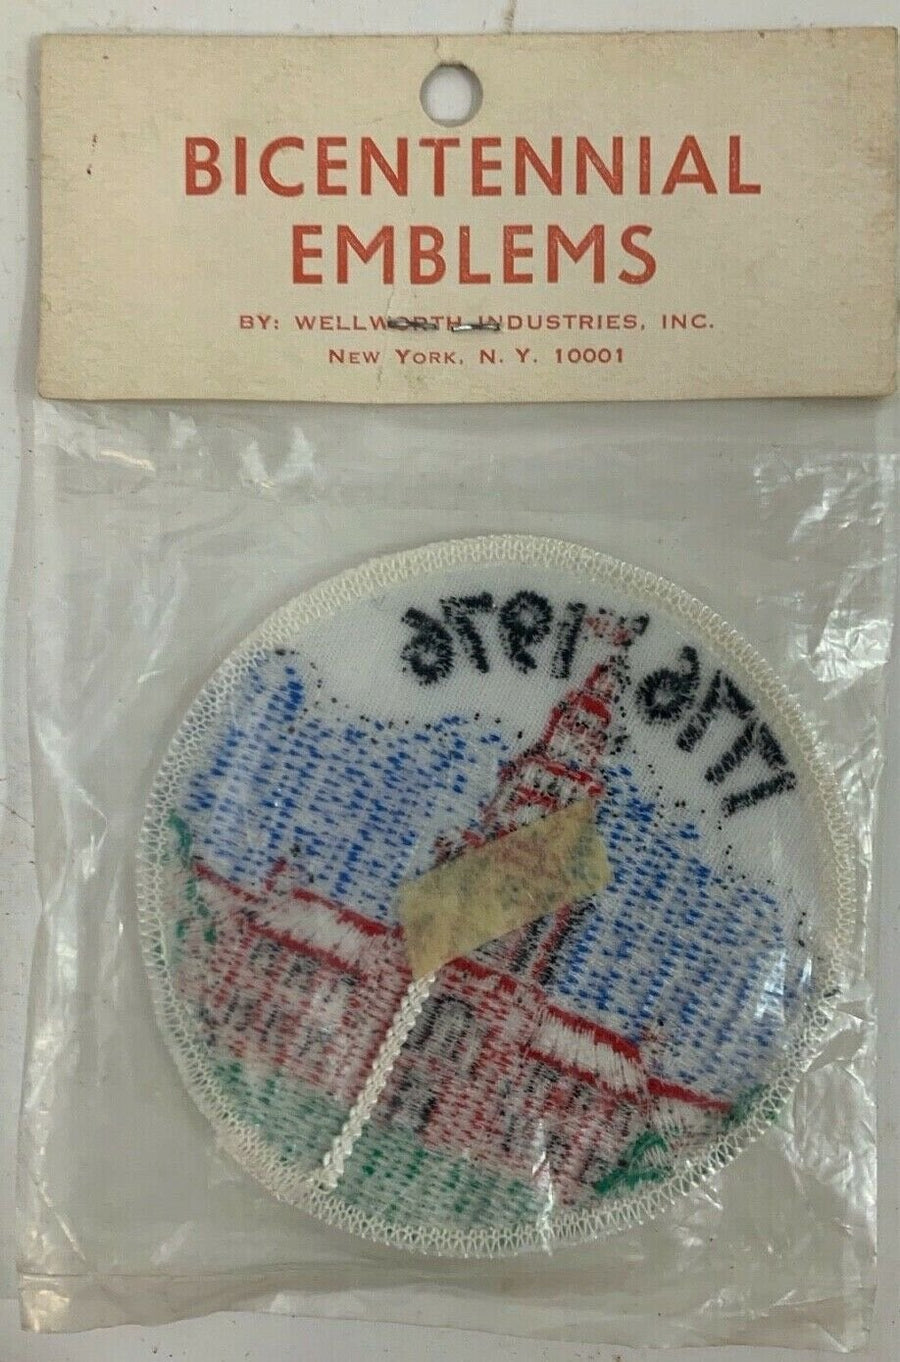 BICENTENNIAL
EMBLEMS
BY: WELLWORTH INDUSTRIES, INC.
NEW YORK, N. Y. 10001
1776-1976